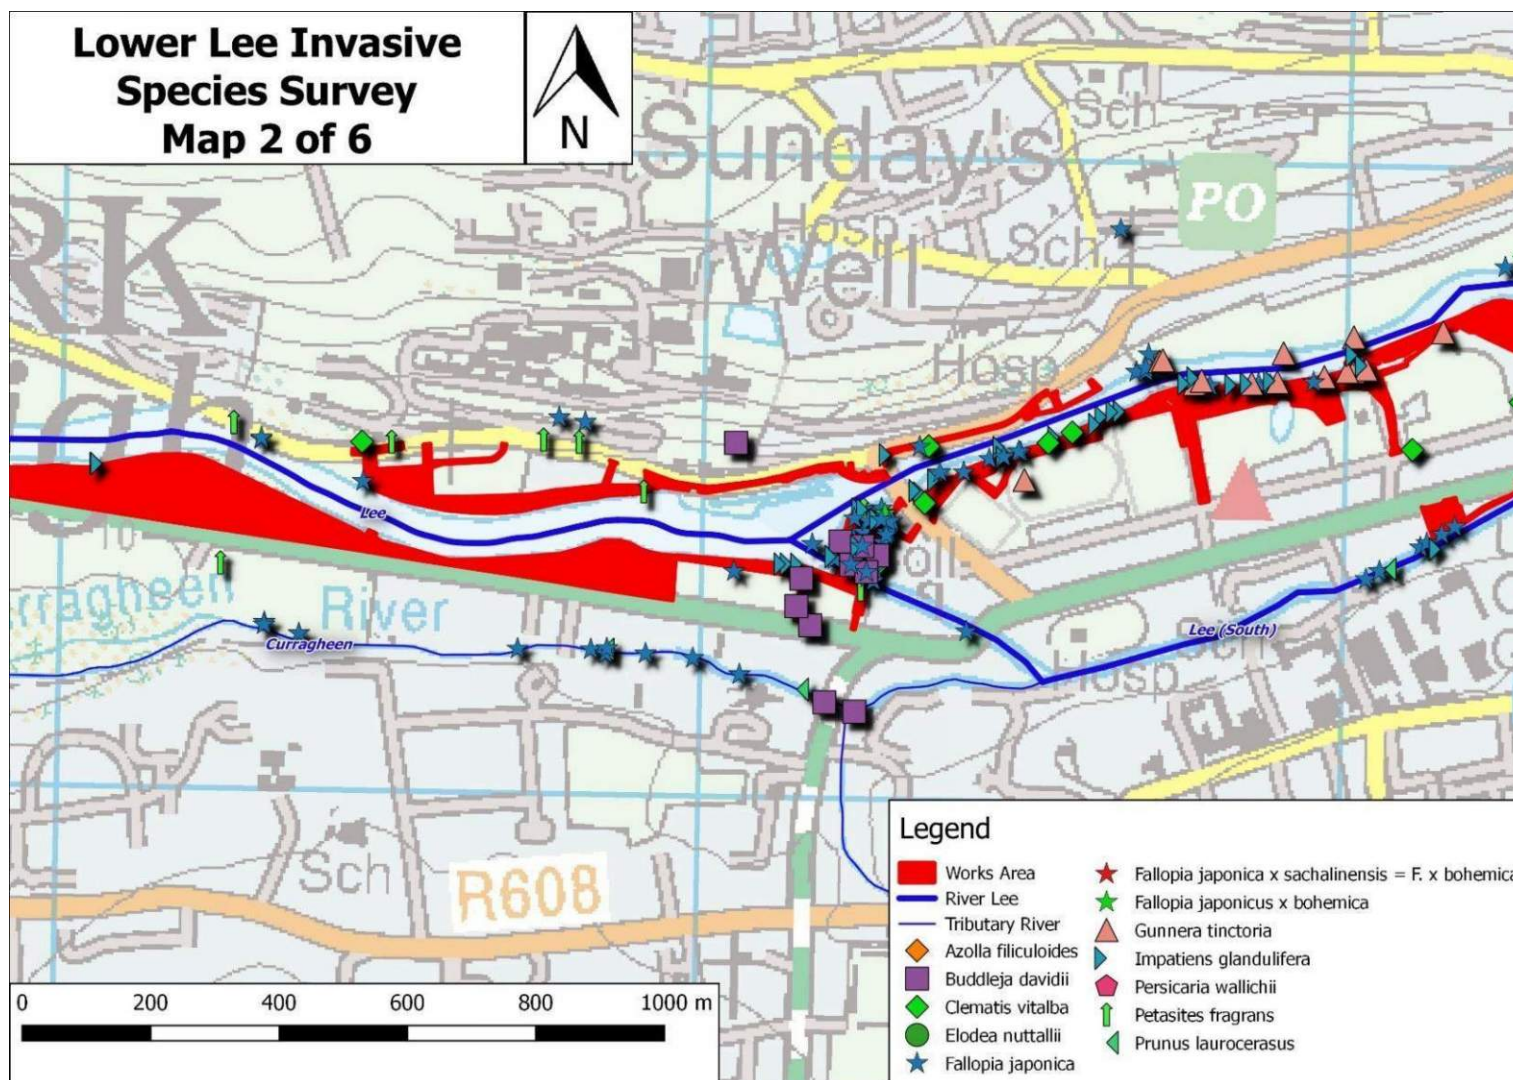 Lower Lee Invasive
Species Survey
Map 2 of 6
N
Sunday's
Well
Sch
PO
Hosp
Sch
RK
Hosp
Lee
River
Curragheen
Lee (South)
Hosp
Sch
R608
Legend
Works Area
River Lee
Tributary River
Azolla filiculoides
Buddleja davidii
Clematis vitalba
Elodea nuttallii
Fallopia japonica
Fallopia japonica x sachalinensis = F. x bohemica
Fallopia japonicus x bohemica
Gunnera tinctoria
Impatiens glandulifera
Persicaria wallichii
Petasites fragrans
Prunus laurocerasus
0 200 400 600 800 1000 m